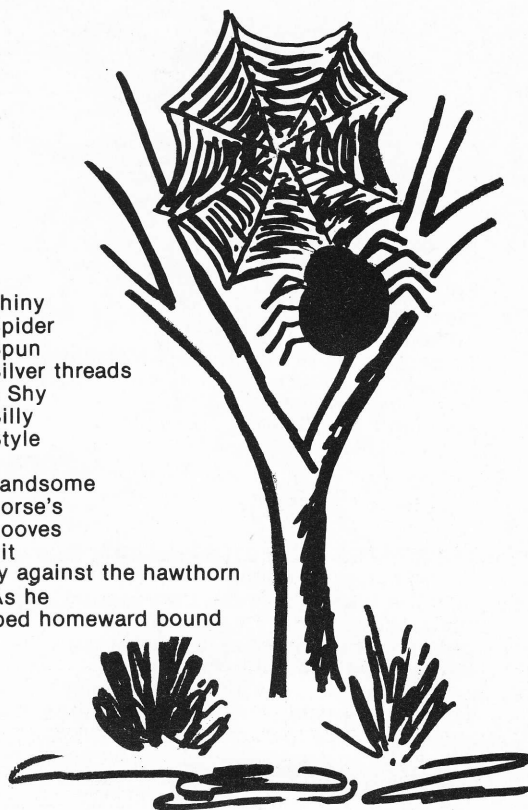 hiny
pider
pun
ilver threads
Shy
illy
tyle
andsome
orse's
ooves
it
y against the hawthorn
As he
ped homeward bound